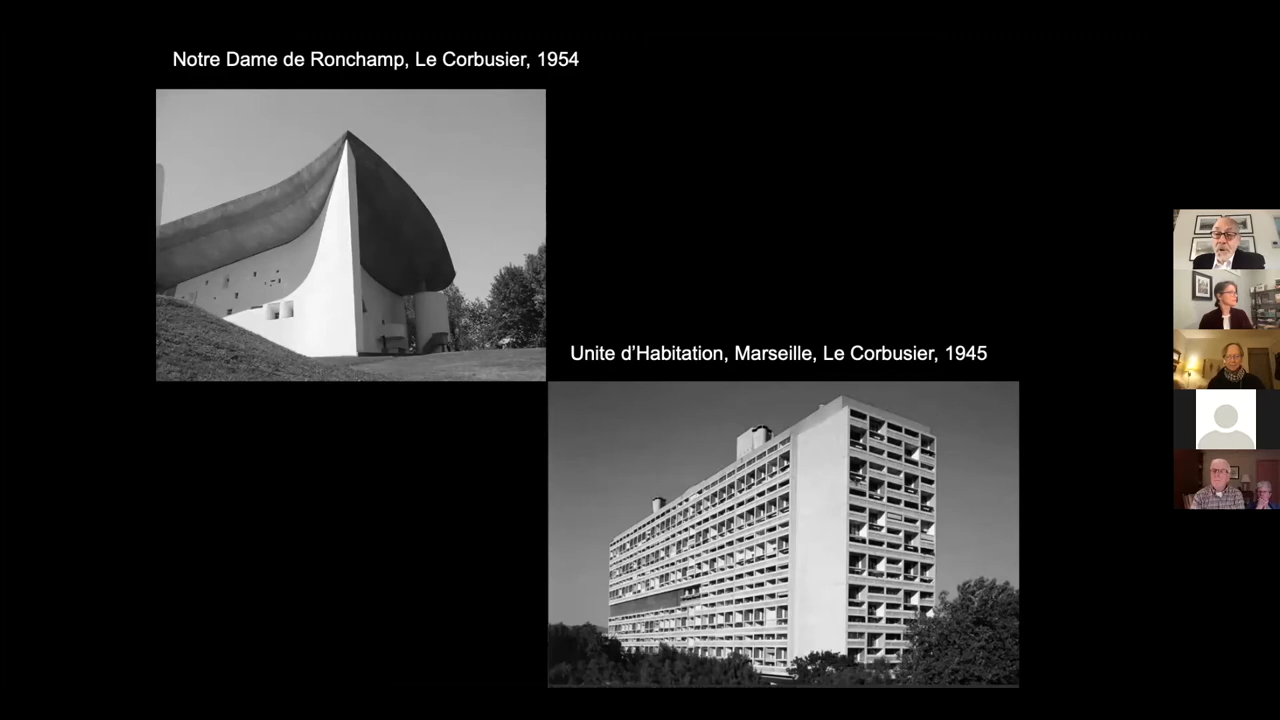 Notre Dame de Ronchamp, Le Corbusier, 1954
Unite d’Habitation, Marseille, Le Corbusier, 1945